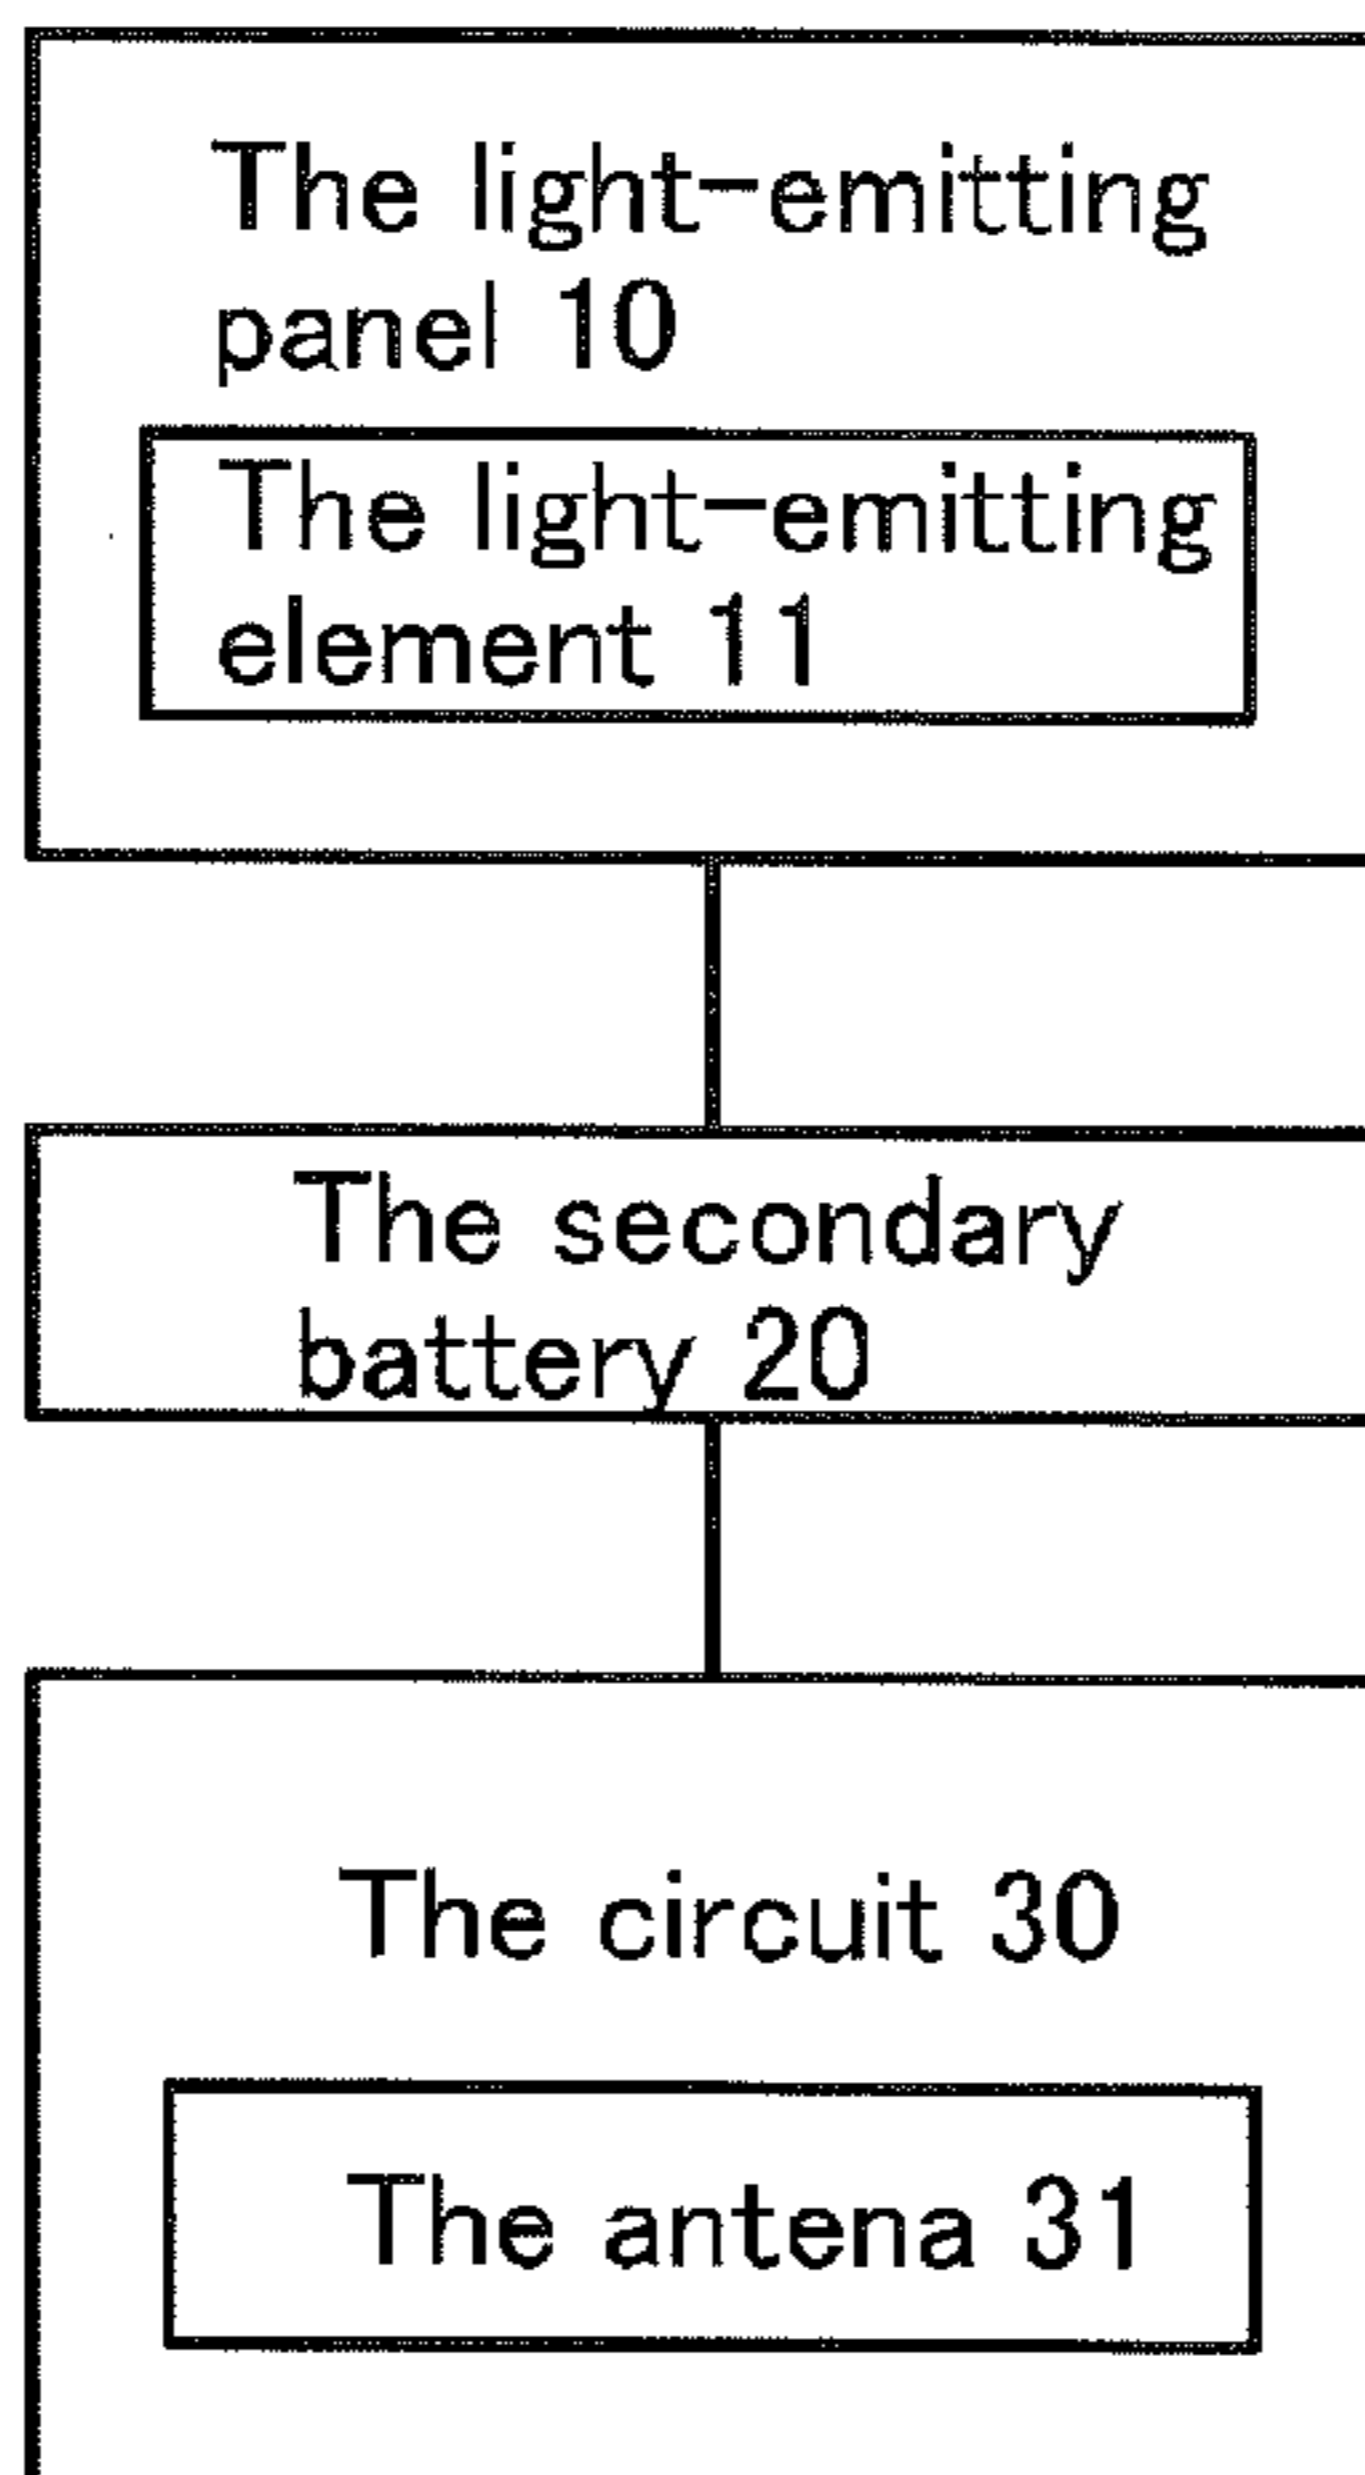 The light-emitting
panel 10
The light-emitting
element 11
The secondary
battery 20
The circuit 30
The antena 31